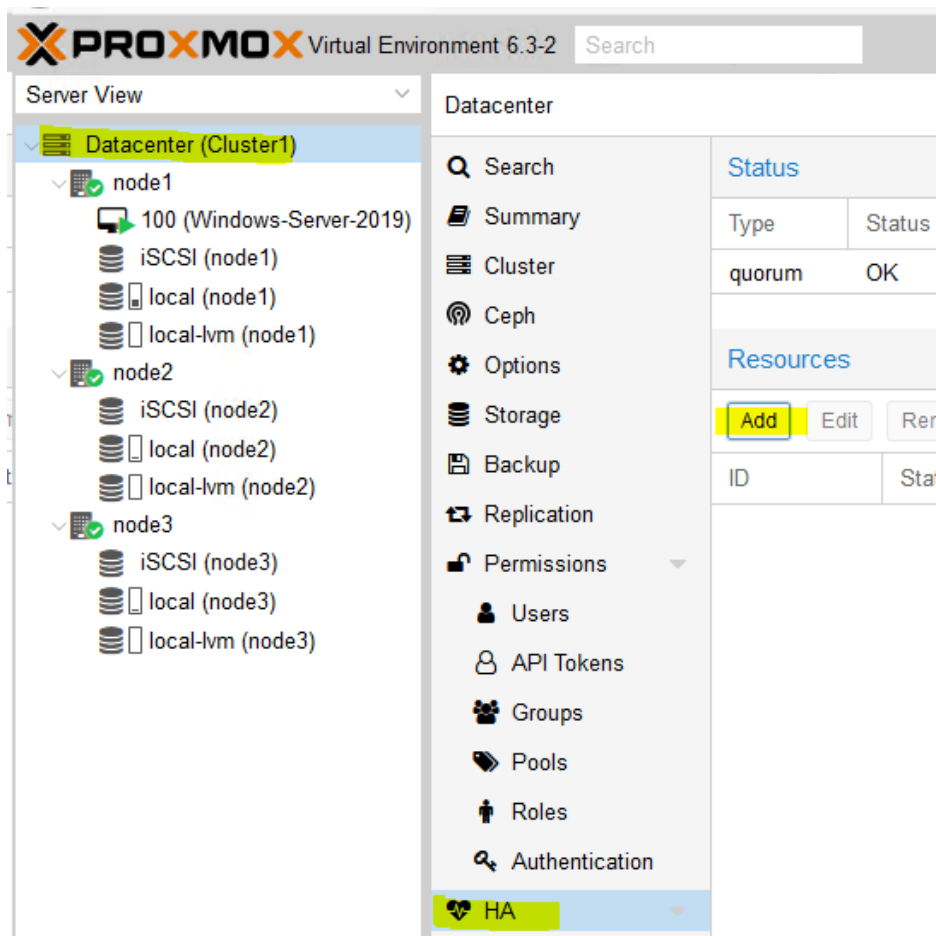 PROXMOX Virtual Environment 6.3-2 Search
Server View
Datacenter (Cluster1)
node1
100 (Windows-Server-2019)
iSCSI (node1)
local (node1)
local-lvm (node1)
node2
iSCSI (node2)
local (node2)
local-lvm (node2)
node3
iSCSI (node3)
local (node3)
local-lvm (node3)
Datacenter
Search
Summary
Cluster
Ceph
Options
Storage
Backup
Replication
Permissions
Users
API Tokens
Groups
Pools
Roles
Authentication
HA
Status
Type Status
quorum OK
Resources
Add Edit
ID